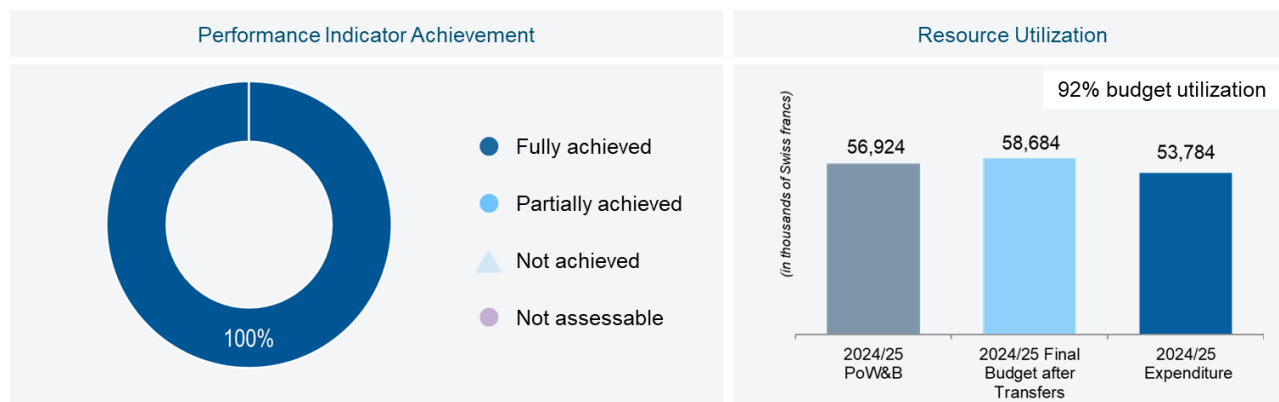 Performance Indicator Achievement
100%
Fully achieved
Partially achieved
Not achieved
Not assessable
Resource Utilization
92% budget utilization
(in thousands of Swiss francs)
56,924
58,684
53,784
2024/25
PoW&B
2024/25 Final
Budget after
Transfers
2024/25
Expenditure